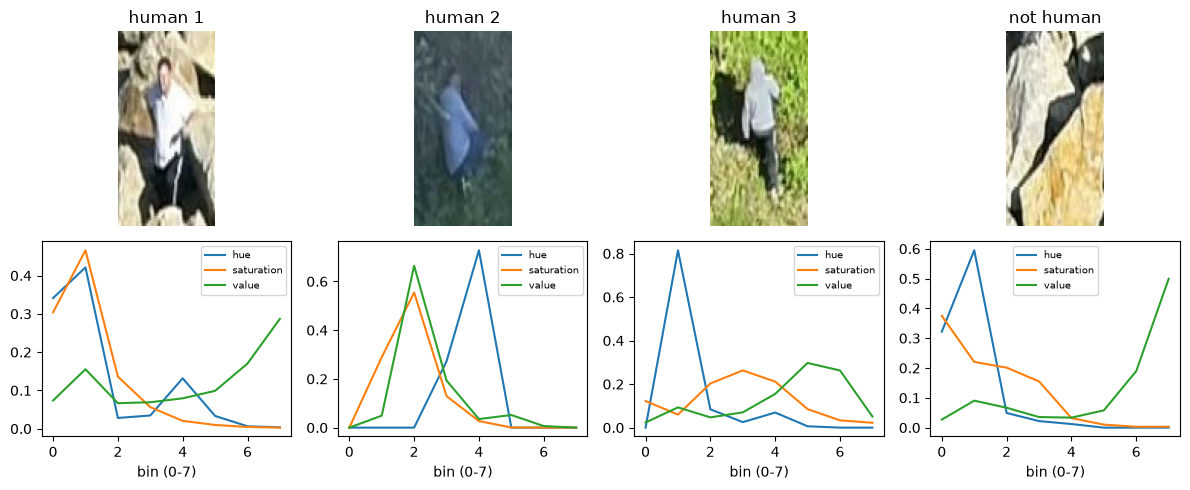 human 1
human 2
human 3
not human
hue
saturation
value
0.4
0.3
0.2
0.1
0.0
0 2 4 6
bin (0-7)
hue
saturation
value
0.6
0.4
0.2
0.0
0 2 4 6
bin (0-7)
hue
saturation
value
0.8
0.6
0.4
0.2
0.0
0 2 4 6
bin (0-7)
hue
saturation
value
0.6
0.5
0.4
0.3
0.2
0.1
0.0
0 2 4 6
bin (0-7)